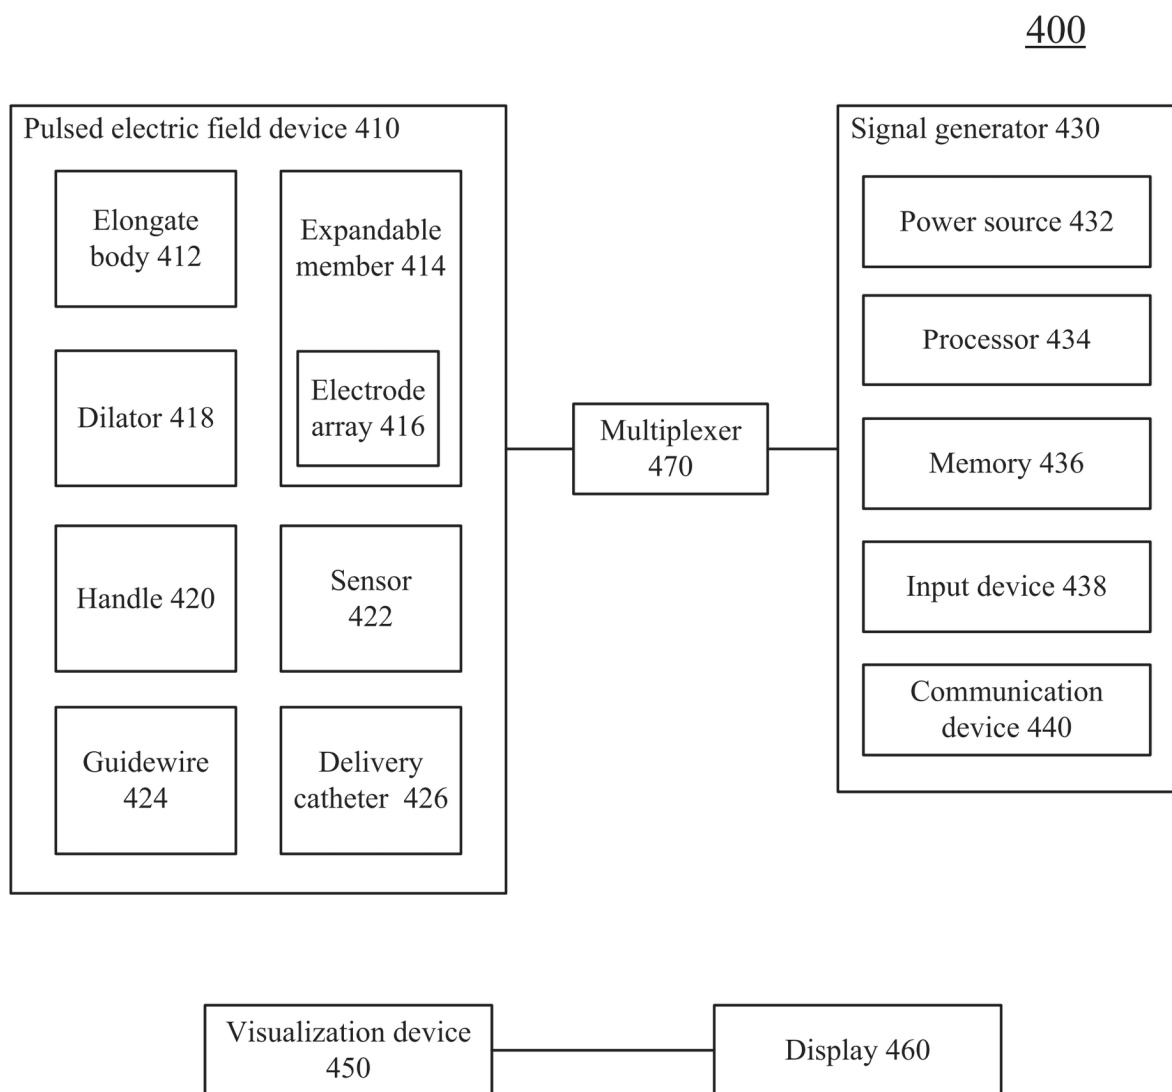 400
Pulsed electric field device 410
Elongate
body 412
Expandable
member 414
Electrode
array 416
Dilator 418
Handle 420
Sensor
422
Guidewire
424
Delivery
catheter 426
Multiplexer
470
Signal generator 430
Power source 432
Processor 434
Memory 436
Input device 438
Communication
device 440
Visualization device
450
Display 460